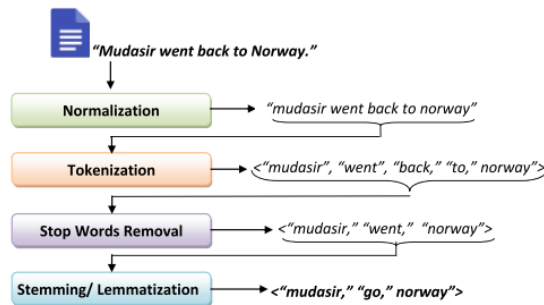 “Mudasir went back to Norway.”
Normalization
“mudasir went back to norway”
Tokenization
<“mudasir”, “went”, “back,” “to,” norway”>
Stop Words Removal
<“mudasir,” “went,” “norway”>
Stemming/ Lemmatization
<“mudasir,” “go,” norway”>